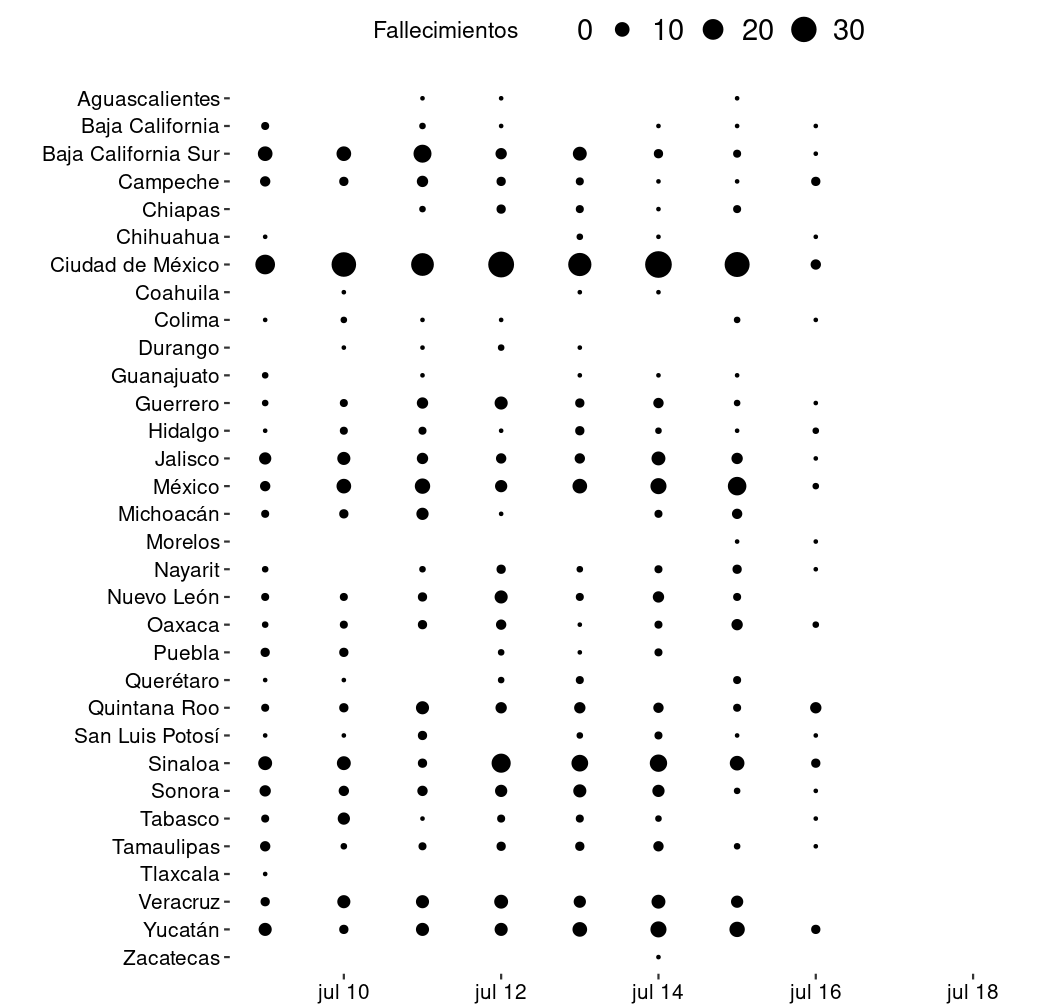 Fallecimientos 0 10 20 30
Aguascalientes
Baja California
Baja California Sur
Campeche
Chiapas
Chihuahua
Ciudad de México
Coahuila
Colima
Durango
Guanajuato
Guerrero
Hidalgo
Jalisco
México
Michoacán
Morelos
Nayarit
Nuevo León
Oaxaca
Puebla
Querétaro
Quintana Roo
San Luis Potosí
Sinaloa
Sonora
Tabasco
Tamaulipas
Tlaxcala
Veracruz
Yucatán
Zacatecas
jul 10 jul 12 jul 14 jul 16 jul 18